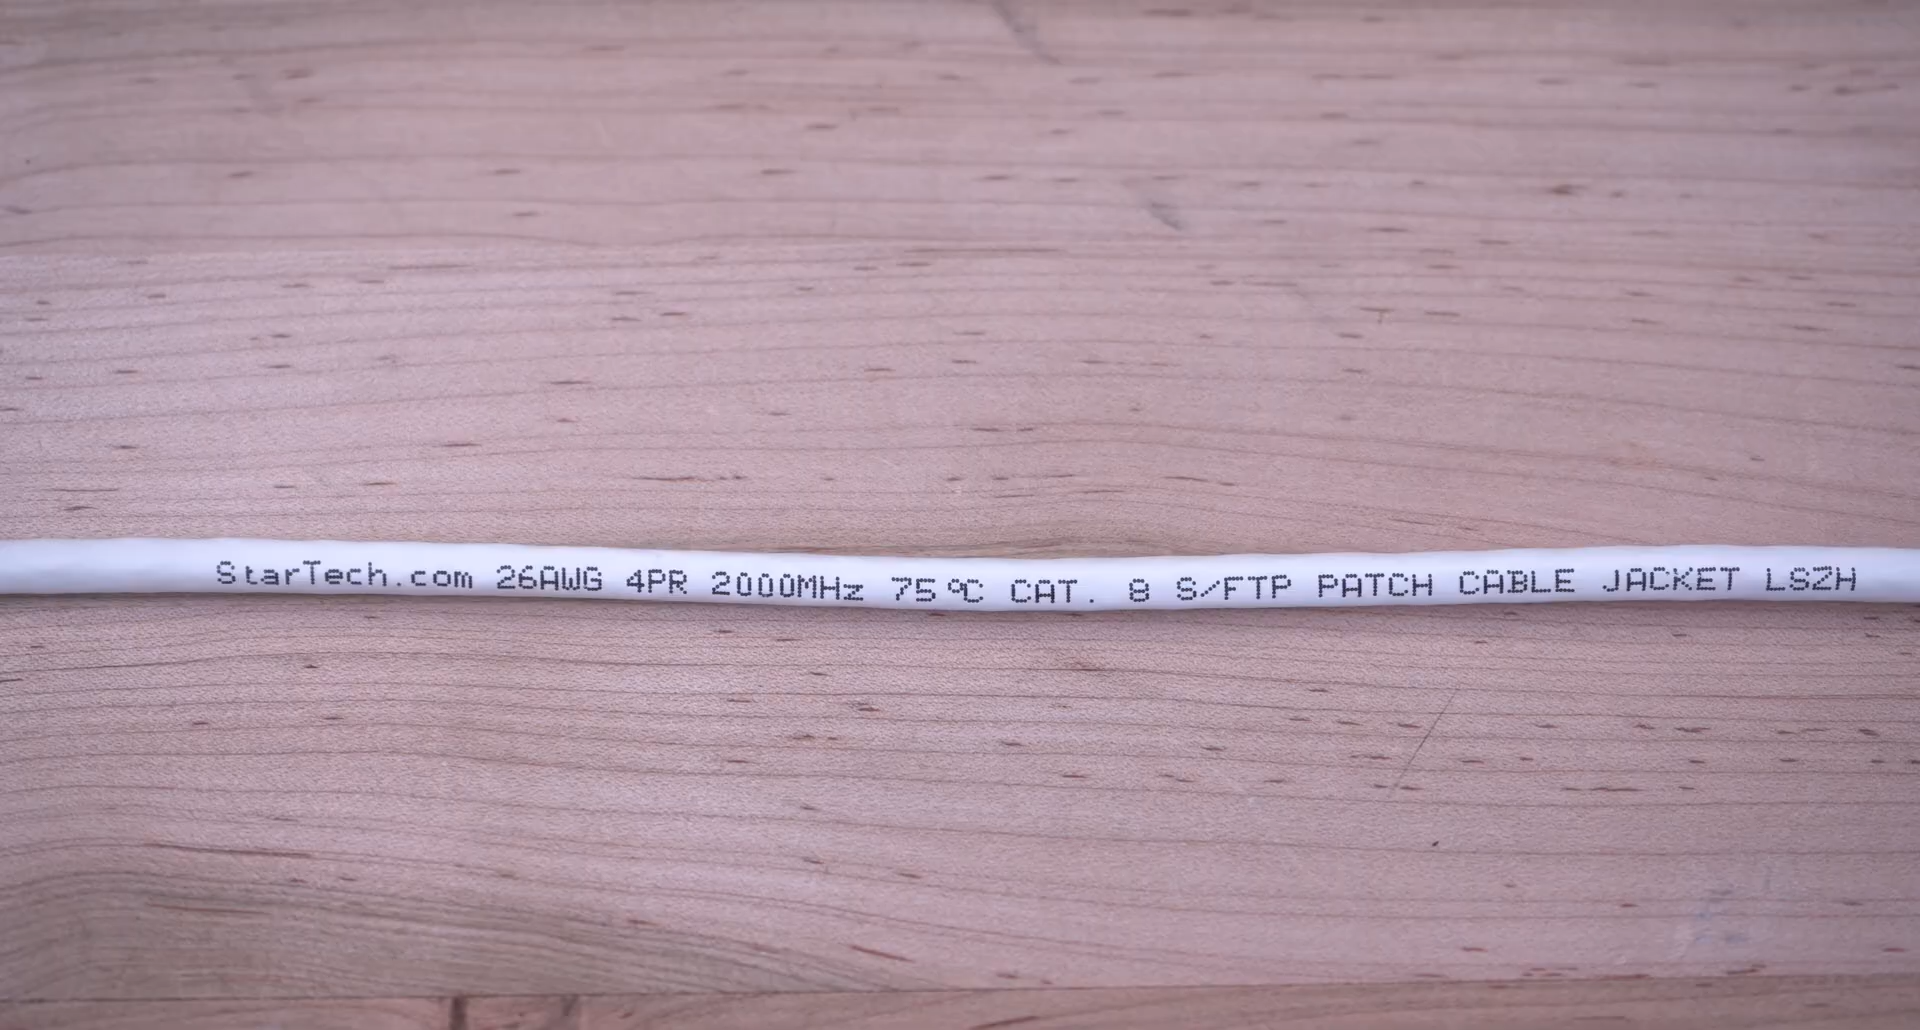 StarTech.com 26AWG 4PR 2000MHz 75℃ CAT. 8 S/FTP PATCH CABLE JACKET LSZH